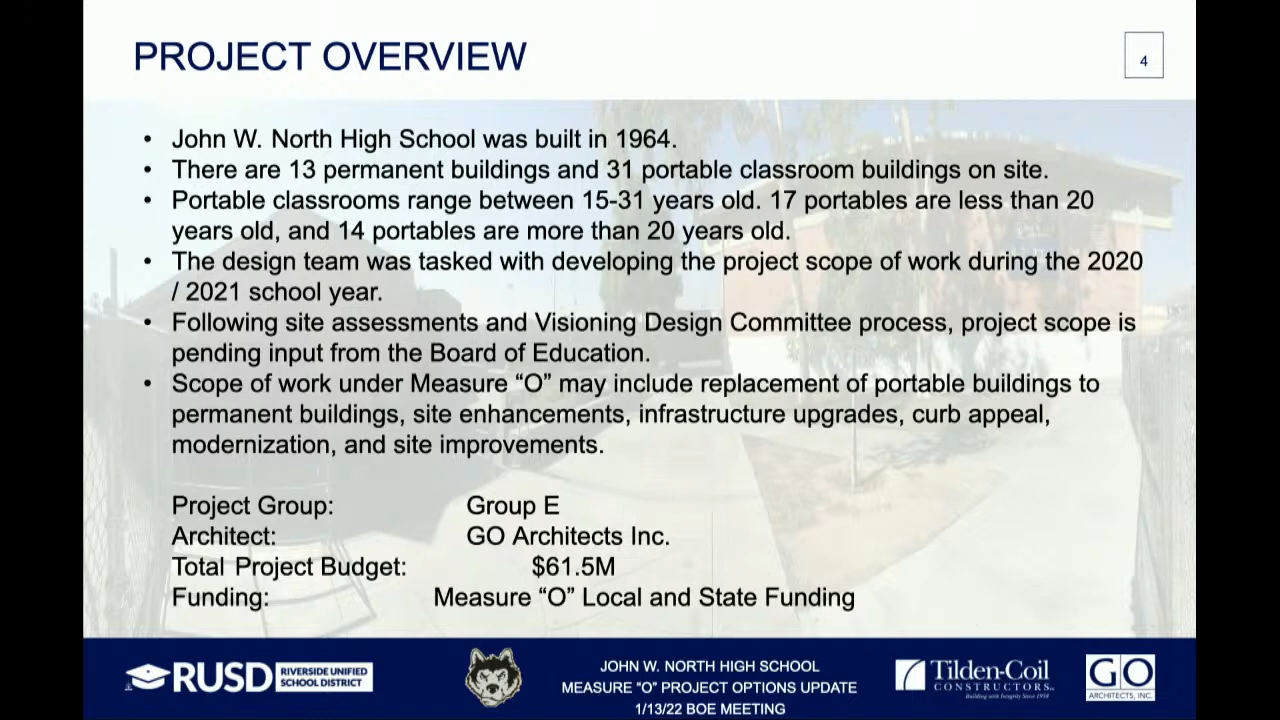 PROJECT OVERVIEW
4
• John W. North High School was built in 1964.
• There are 13 permanent buildings and 31 portable classroom buildings on site.
• Portable classrooms range between 15-31 years old. 17 portables are less than 20
years old, and 14 portables are more than 20 years old.
• The design team was tasked with developing the project scope of work during the 2020
/ 2021 school year.
• Following site assessments and Visioning Design Committee process, project scope is
pending input from the Board of Education.
• Scope of work under Measure “O” may include replacement of portable buildings to
permanent buildings, site enhancements, infrastructure upgrades, curb appeal,
modernization, and site improvements.
Project Group: Group E
Architect: GO Architects Inc.
Total Project Budget: $61.5M
Funding: Measure “O” Local and State Funding
RUSD RIVERSIDE UNIFIED
SCHOOL DISTRICT
JOHN W. NORTH HIGH SCHOOL
MEASURE “O” PROJECT OPTIONS UPDATE
1/13/22 BOE MEETING
Tilden-Coil
CONSTRUCTORS
Building with Integrity Since 1938
GO
ARCHITECTS, INC.